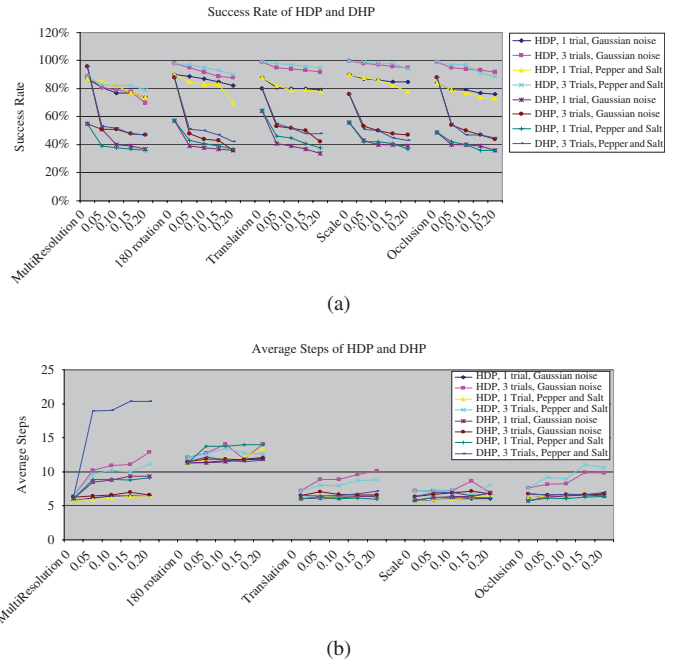 Success Rate of HDP and DHP
120%
100%
80%
60%
40%
20%
0%
Success Rate
MultiResolution 0
0.05
0.10
0.15
0.20
180 rotation 0
0.05
0.10
0.15
0.20
Translation 0
0.05
0.10
0.15
0.20
Scale 0
0.05
0.10
0.15
0.20
Occlusion 0
0.05
0.10
0.15
0.20
HDP, 1 trial, Gaussian noise
HDP, 3 trials, Gaussian noise
HDP, 1 Trial, Pepper and Salt
HDP, 3 Trials, Pepper and Salt
DHP, 1 trial, Gaussian noise
DHP, 3 trials, Gaussian noise
DHP, 1 Trial, Pepper and Salt
DHP, 3 Trials, Pepper and Salt
(a)
Average Steps of HDP and DHP
25
20
15
10
5
0
Average Steps
HDP, 1 trial, Gaussian noise
HDP, 3 trials, Gaussian noise
HDP, 1 Trial, Pepper and Salt
HDP, 3 Trials, Pepper and Salt
DHP, 1 trial, Gaussian noise
DHP, 3 trials, Gaussian noise
DHP, 1 Trial, Pepper and Salt
DHP, 3 Trials, Pepper and Salt
MultiResolution 0
0.05
0.10
0.15
0.20
180 rotation 0
0.05
0.10
0.15
0.20
Translation 0
0.05
0.10
0.15
0.20
Scale 0
0.05
0.10
0.15
0.20
Occlusion 0
0.05
0.10
0.15
0.20
(b)